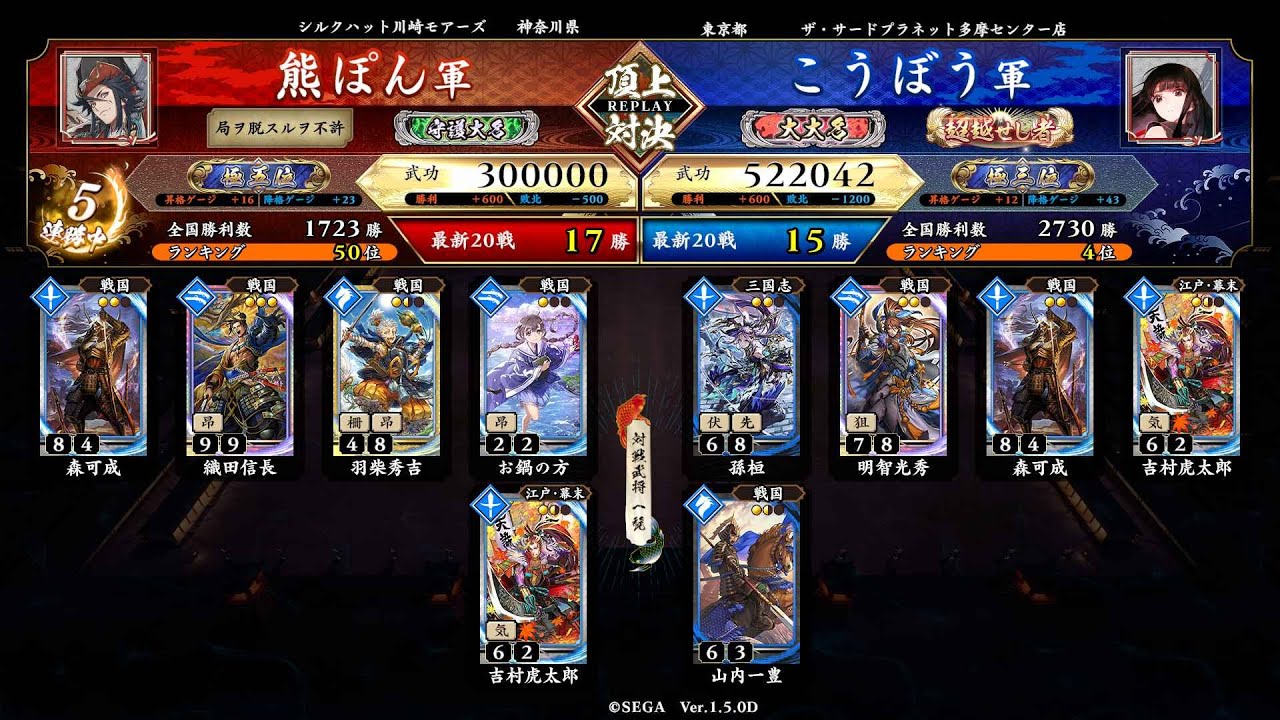 シルクハット川崎モアーズ 神奈川県
東京都 ザ・サードプラネット多摩センター店
熊ぽん軍
頂上
REPLAY
対決
こうぼう軍
局ヲ脱スルヲ不許
守護大名
大大名
超越せし者
極五位
武功 300000
勝利 +600 敗北 -500
武功 522042
勝利 +600 敗北 -1200
極三位
昇格ゲージ +16 降格ゲージ +23
昇格ゲージ +12 降格ゲージ +43
5
連勝中
全国勝利数 1723勝
ランキング 50位
最新20戦 17勝
最新20戦 15勝
全国勝利数 2730勝
ランキング 4位
戦国
8 4
森可成
戦国
昴
9 9
織田信長
戦国
柵 昴
4 8
羽柴秀吉
戦国
昴
2 2
お鍋の方
三国志
伏 先
6 8
孫桓
戦国
狙
7 8
明智光秀
戦国
8 4
森可成
江戸・幕末
天誅
気
6 2
吉村虎太郎
対戦武将一覧
江戸・幕末
天誅
気
6 2
吉村虎太郎
戦国
6 3
山内一豊
©SEGA Ver.1.5.0D